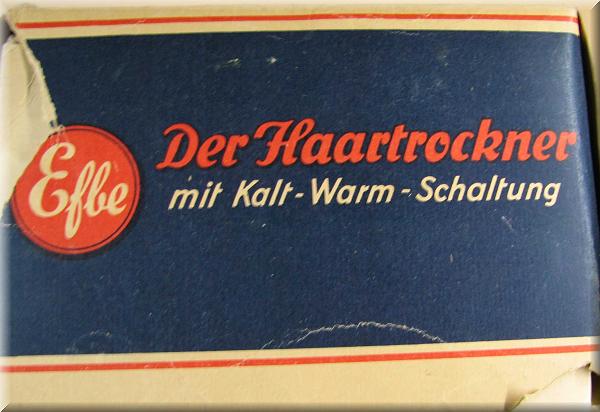 Efbe
Der Haartrockner
mit Kalt-Warm-Schaltung